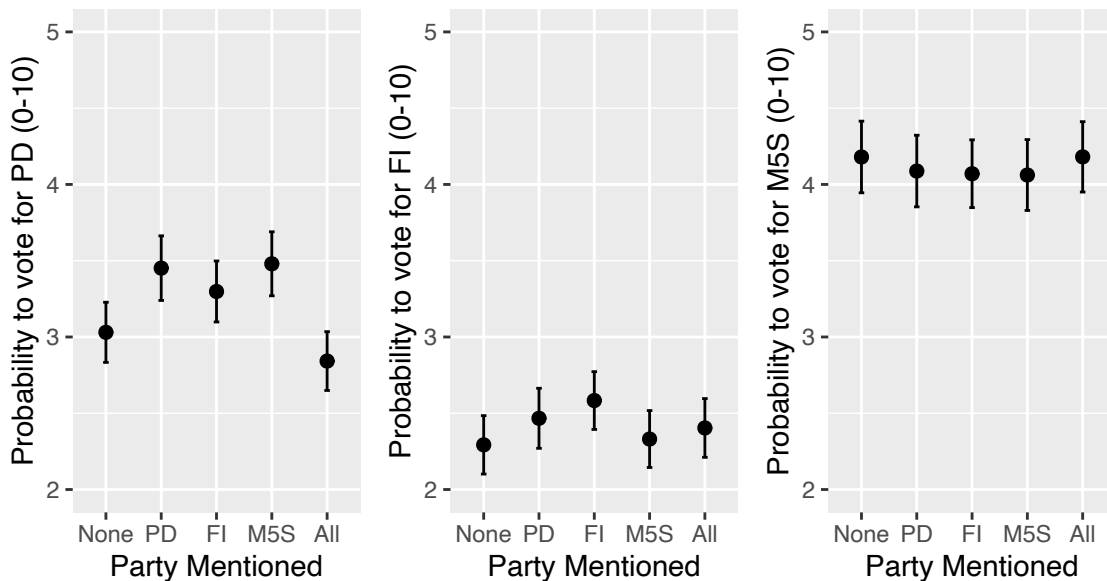 Probability to vote for PD (0-10)
5
4
3
2
None PD FI M5S All
Party Mentioned
Probability to vote for FI (0-10)
5
4
3
2
None PD FI M5S All
Party Mentioned
Probability to vote for M5S (0-10)
5
4
3
2
None PD FI M5S All
Party Mentioned